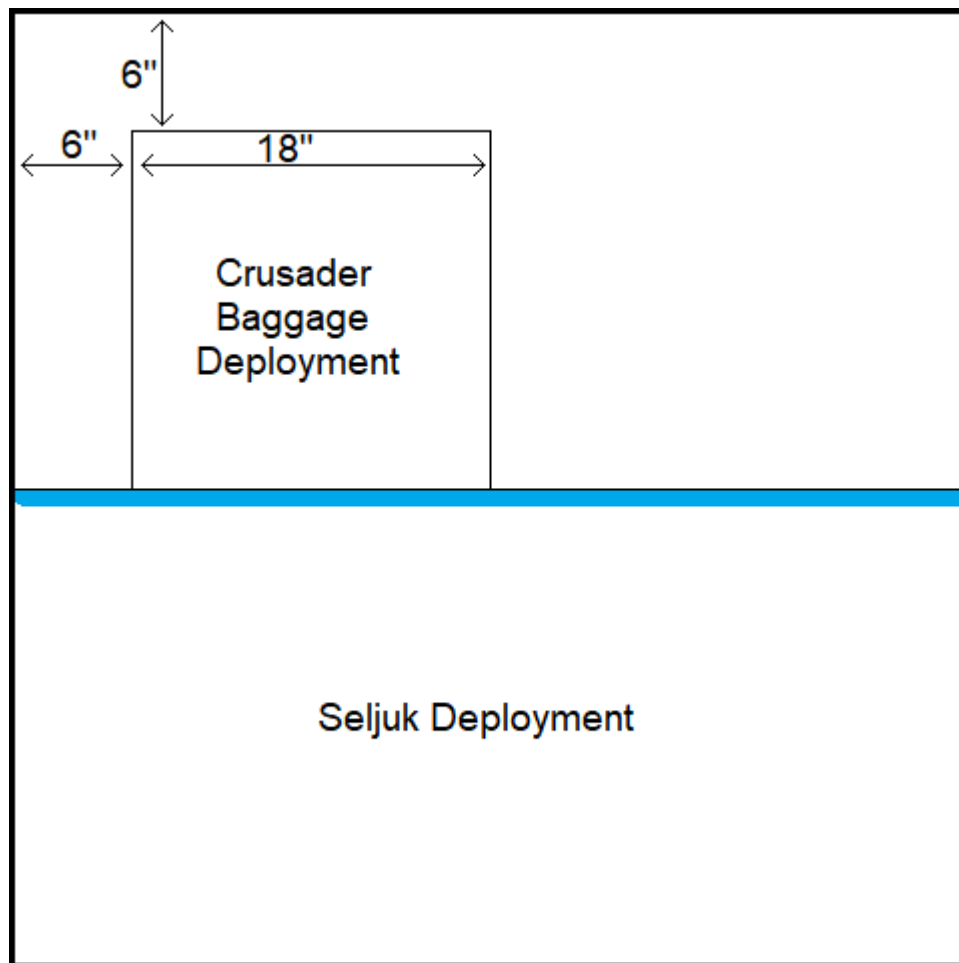 6"
6"
18"
Crusader
Baggage
Deployment
Seljuk Deployment